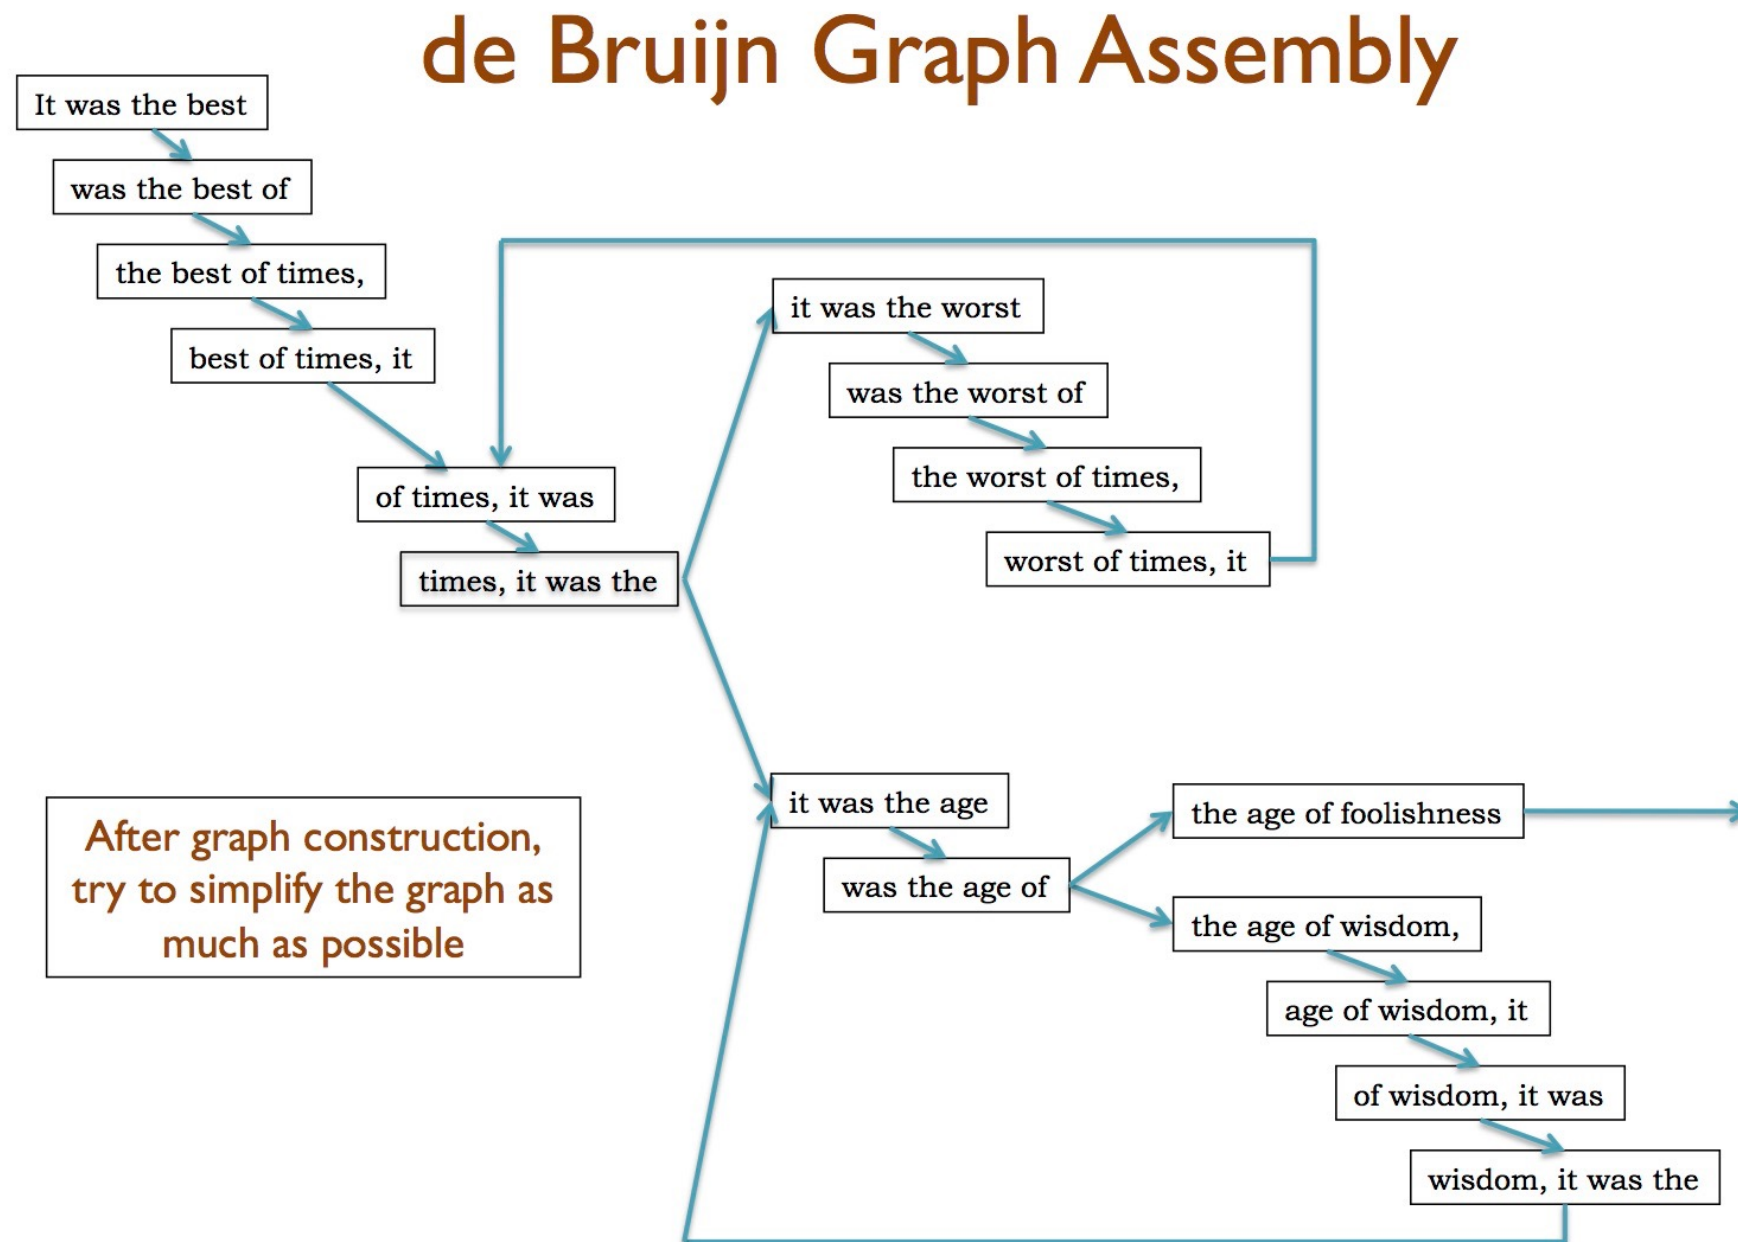 de Bruijn Graph Assembly
It was the best
was the best of
the best of times,
best of times, it
of times, it was
times, it was the
it was the worst
was the worst of
the worst of times,
worst of times, it
it was the age
was the age of
the age of foolishness
the age of wisdom,
age of wisdom, it
of wisdom, it was
wisdom, it was the
After graph construction,
try to simplify the graph as
much as possible